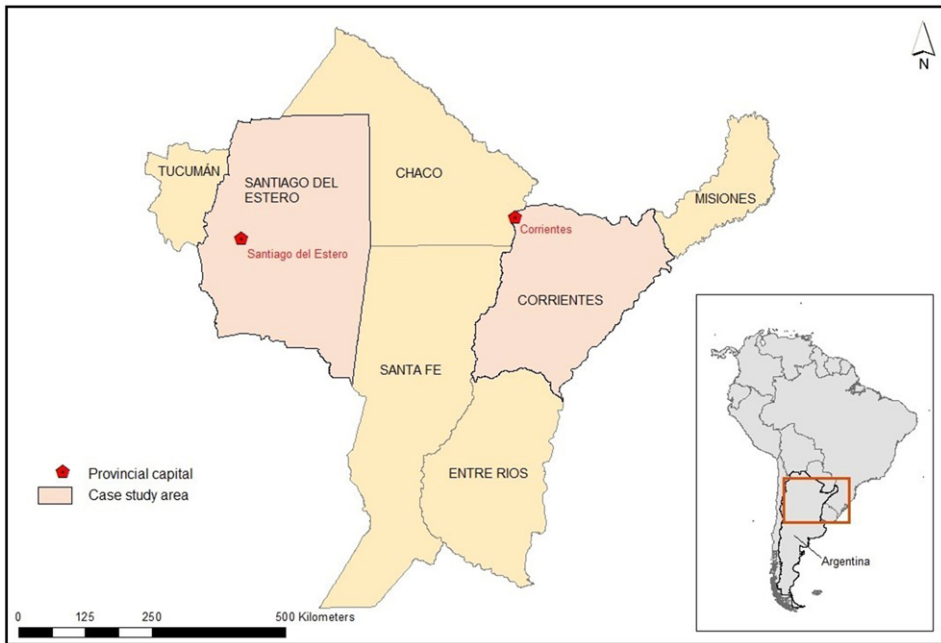 N
TUCUMÁN
SANTIAGO DEL
ESTERO
CHACO
MISIONES
Corrientes
Santiago del Estero
CORRIENTES
SANTA FE
ENTRE RIOS
Provincial capital
Case study area
Argentina
0 125 250 500 Kilometers